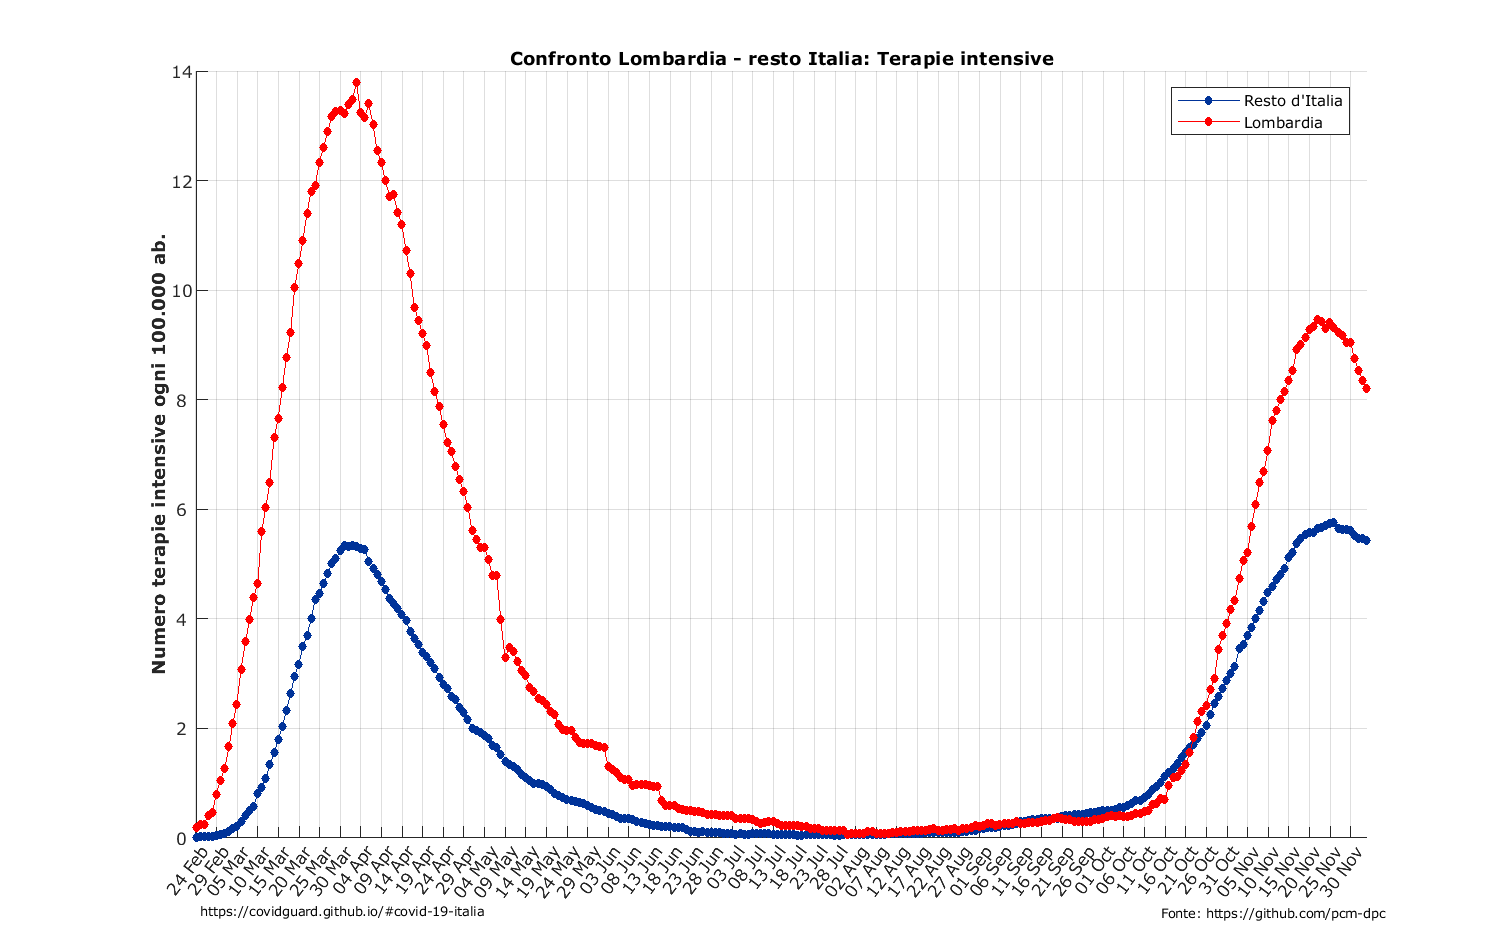 Confronto Lombardia - resto Italia: Terapie intensive
Resto d'Italia
Lombardia
Numero terapie intensive ogni 100.000 ab.
14
12
10
8
6
4
2
0
24 Feb
29 Feb
05 Mar
10 Mar
15 Mar
20 Mar
25 Mar
30 Mar
04 Apr
09 Apr
14 Apr
19 Apr
24 Apr
29 Apr
04 May
09 May
14 May
19 May
24 May
29 May
03 Jun
08 Jun
13 Jun
18 Jun
23 Jun
28 Jun
03 Jul
08 Jul
13 Jul
18 Jul
23 Jul
28 Jul
02 Aug
07 Aug
12 Aug
17 Aug
22 Aug
27 Aug
01 Sep
06 Sep
11 Sep
16 Sep
21 Sep
26 Sep
01 Oct
06 Oct
11 Oct
16 Oct
21 Oct
26 Oct
31 Oct
05 Nov
10 Nov
15 Nov
20 Nov
25 Nov
30 Nov
https://covidguard.github.io/#covid-19-italia
Fonte: https://github.com/pcm-dpc